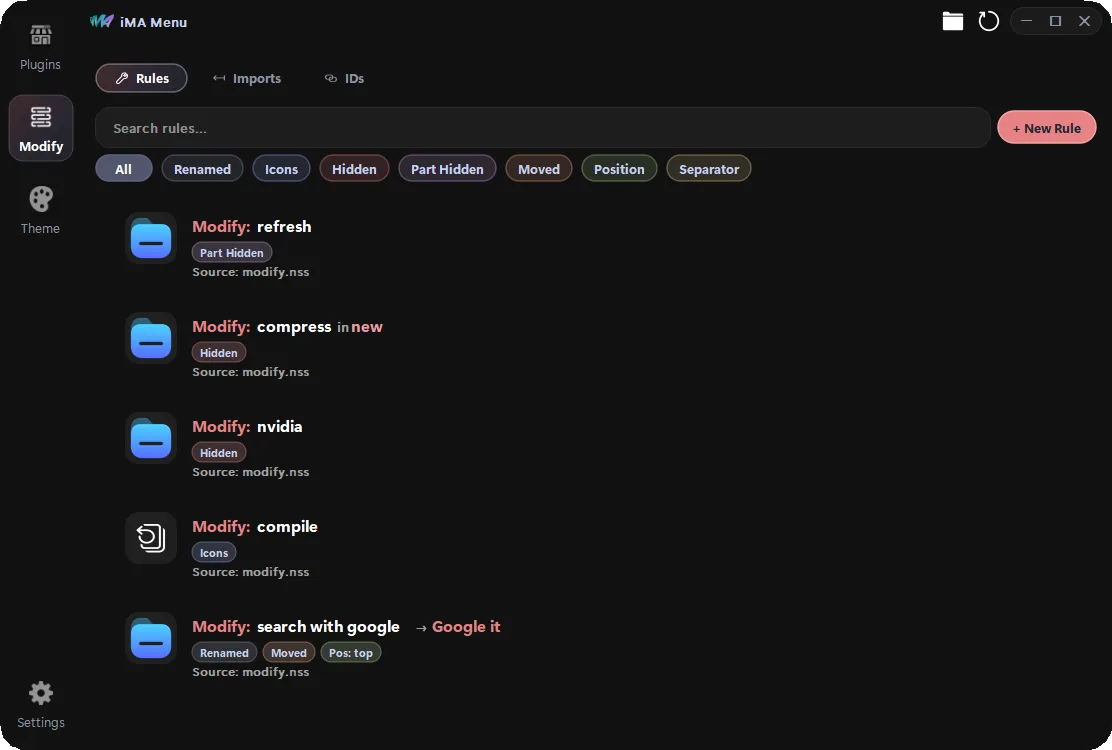 iMA Menu
Plugins
Modify
Theme
Settings
Rules Imports IDs
Search rules...
+ New Rule
All Renamed Icons Hidden Part Hidden Moved Position Separator
Modify: refresh
Part Hidden
Source: modify.nss
Modify: compress in new
Hidden
Source: modify.nss
Modify: nvidia
Hidden
Source: modify.nss
Modify: compile
Icons
Source: modify.nss
Modify: search with google → Google it
Renamed Moved Pos: top
Source: modify.nss